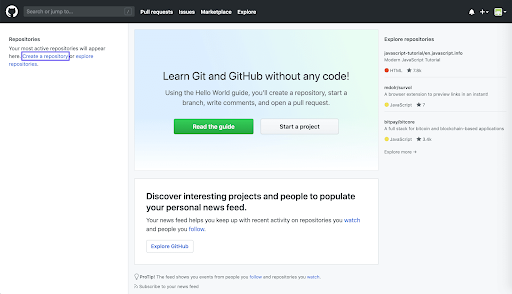 Search or jump to...
Pull requests Issues Marketplace Explore
Repositories
Your most active repositories will appear
here. Create a repository or explore
repositories.
Learn Git and GitHub without any code!
Using the Hello World guide, you'll create a repository, start a
branch, write comments, and open a pull request.
Read the guide
Start a project
Discover interesting projects and people to populate
your personal news feed.
Your news feed helps you keep up with recent activity on repositories you watch
and people you follow.
Explore GitHub
ProTip! The feed shows you events from people you follow and repositories you watch.
Subscribe to your news feed
Explore repositories
javascript-tutorial/en.javascript.info
Modern JavaScript Tutorial
HTML 7.8k
A browser extension to preview links in an instant!
JavaScript 7
bitpay/bitcore
A full stack for bitcoin and blockchain-based applications
JavaScript 3.4k
Explore more →